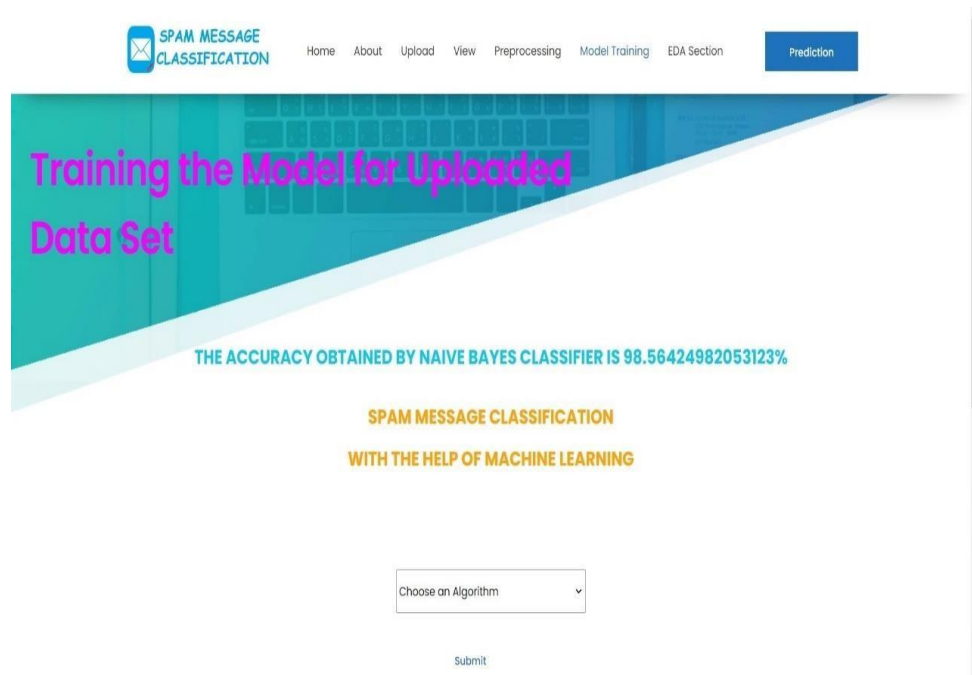 SPAM MESSAGE
CLASSIFICATION
Home About Upload View Preprocessing Model Training EDA Section Prediction
Training the Model for Uploaded
Data Set
THE ACCURACY OBTAINED BY NAIVE BAYES CLASSIFIER IS 98.56424982053123%
SPAM MESSAGE CLASSIFICATION
WITH THE HELP OF MACHINE LEARNING
Choose an Algorithm
Submit